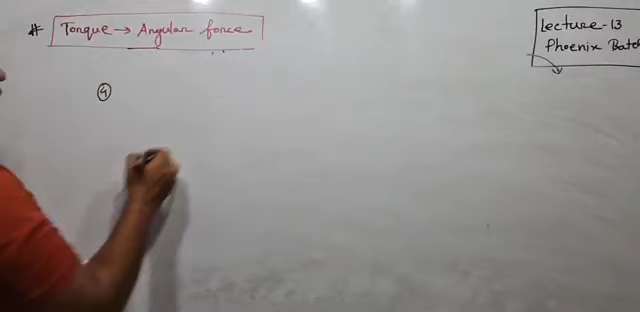 # Torque → Angular force
Lecture-13
Phoenix Batch
④